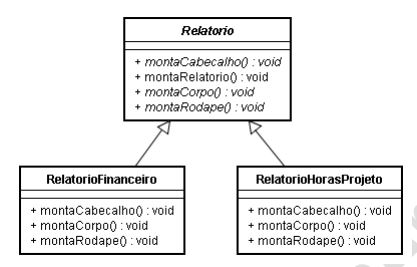 Relatorio
+ montaCabecalho() : void
+ montaRelatorio() : void
+ montaCorpo() : void
+ montaRodape() : void
RelatorioFinanceiro
+ montaCabecalho() : void
+ montaCorpo() : void
+ montaRodape() : void
RelatorioHorasProjeto
+ montaCabecalho() : void
+ montaCorpo() : void
+ montaRodape() : void